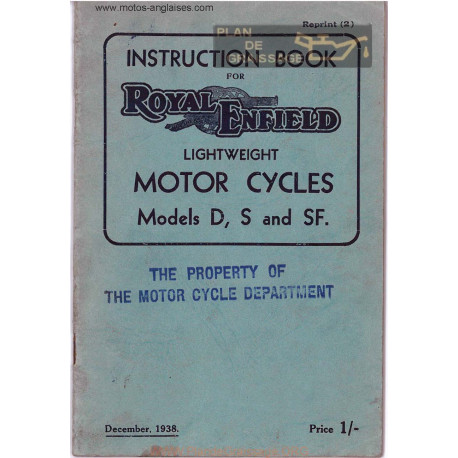 www.motos-anglaises.com
Reprint (2)
PLAN
DE
GRAISSAGE
INSTRUCTION BOOK
FOR
ROYAL
ENFIELD
LIGHTWEIGHT
MOTOR CYCLES
Models D, S and SF.
THE PROPERTY OF
THE MOTOR CYCLE DEPARTMENT
December, 1938.
Price 1/-